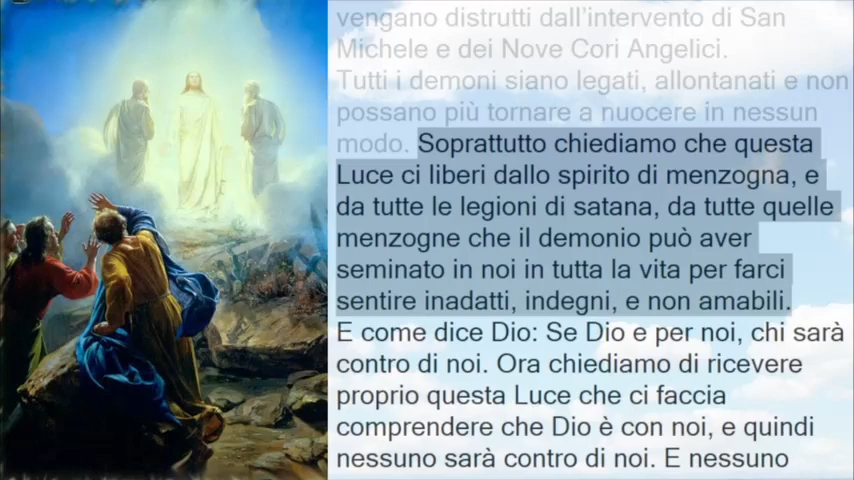 vengano distrutti dall'intervento di San
Michele e dei Nove Cori Angelici.
Tutti i demoni siano legati, allontanati e non
possano più tornare a nuocere in nessun
modo. Soprattutto chiediamo che questa
Luce ci liberi dallo spirito di menzogna, e
da tutte le legioni di satana, da tutte quelle
menzogne che il demonio può aver
seminato in noi in tutta la vita per farci
sentire inadatti, indegni, e non amabili.
E come dice Dio: Se Dio e per noi, chi sarà
contro di noi. Ora chiediamo di ricevere
proprio questa Luce che ci faccia
comprendere che Dio è con noi, e quindi
nessuno sarà contro di noi. E nessuno